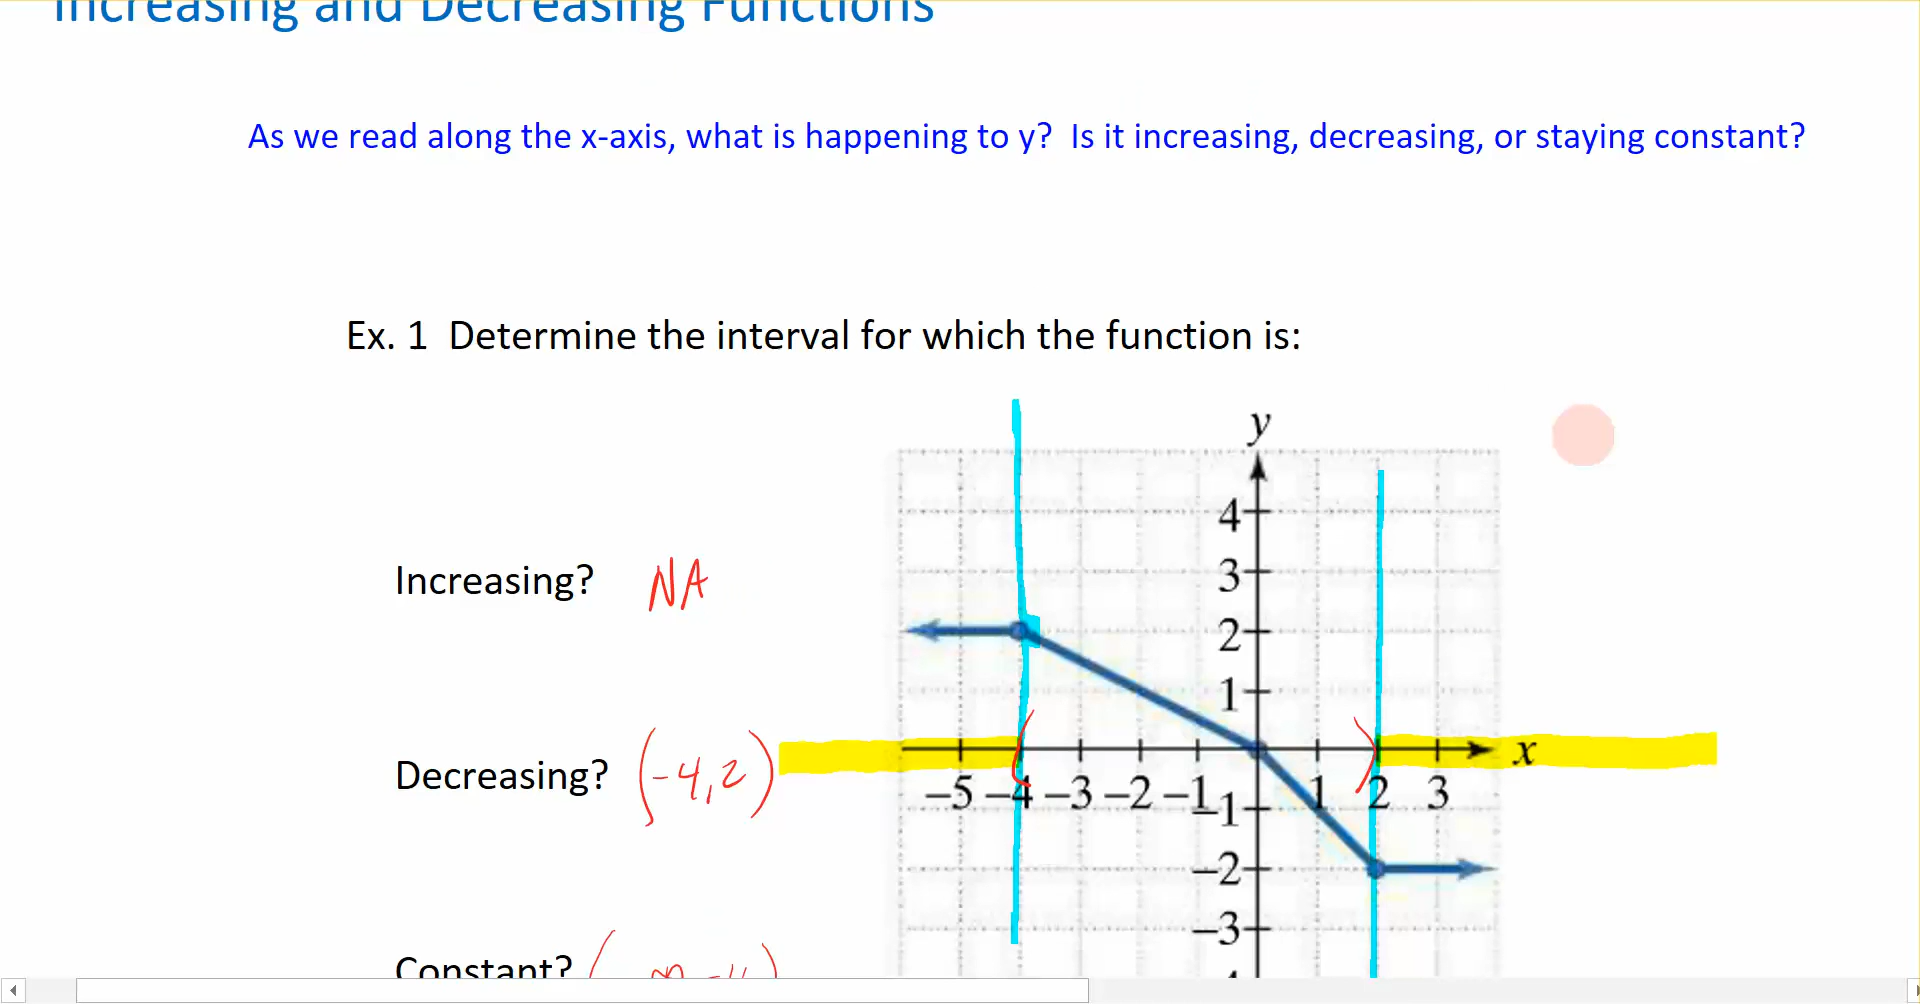 Increasing and Decreasing Functions
As we read along the x-axis, what is happening to y? Is it increasing, decreasing, or staying constant?
Ex. 1 Determine the interval for which the function is:
y
4
3
Increasing? NA
2
1
Decreasing? (-4,2)
x
−5 −4 −3 −2 −1 1 2 3
−1
−2
−3
Constant? ( ∞ -4)